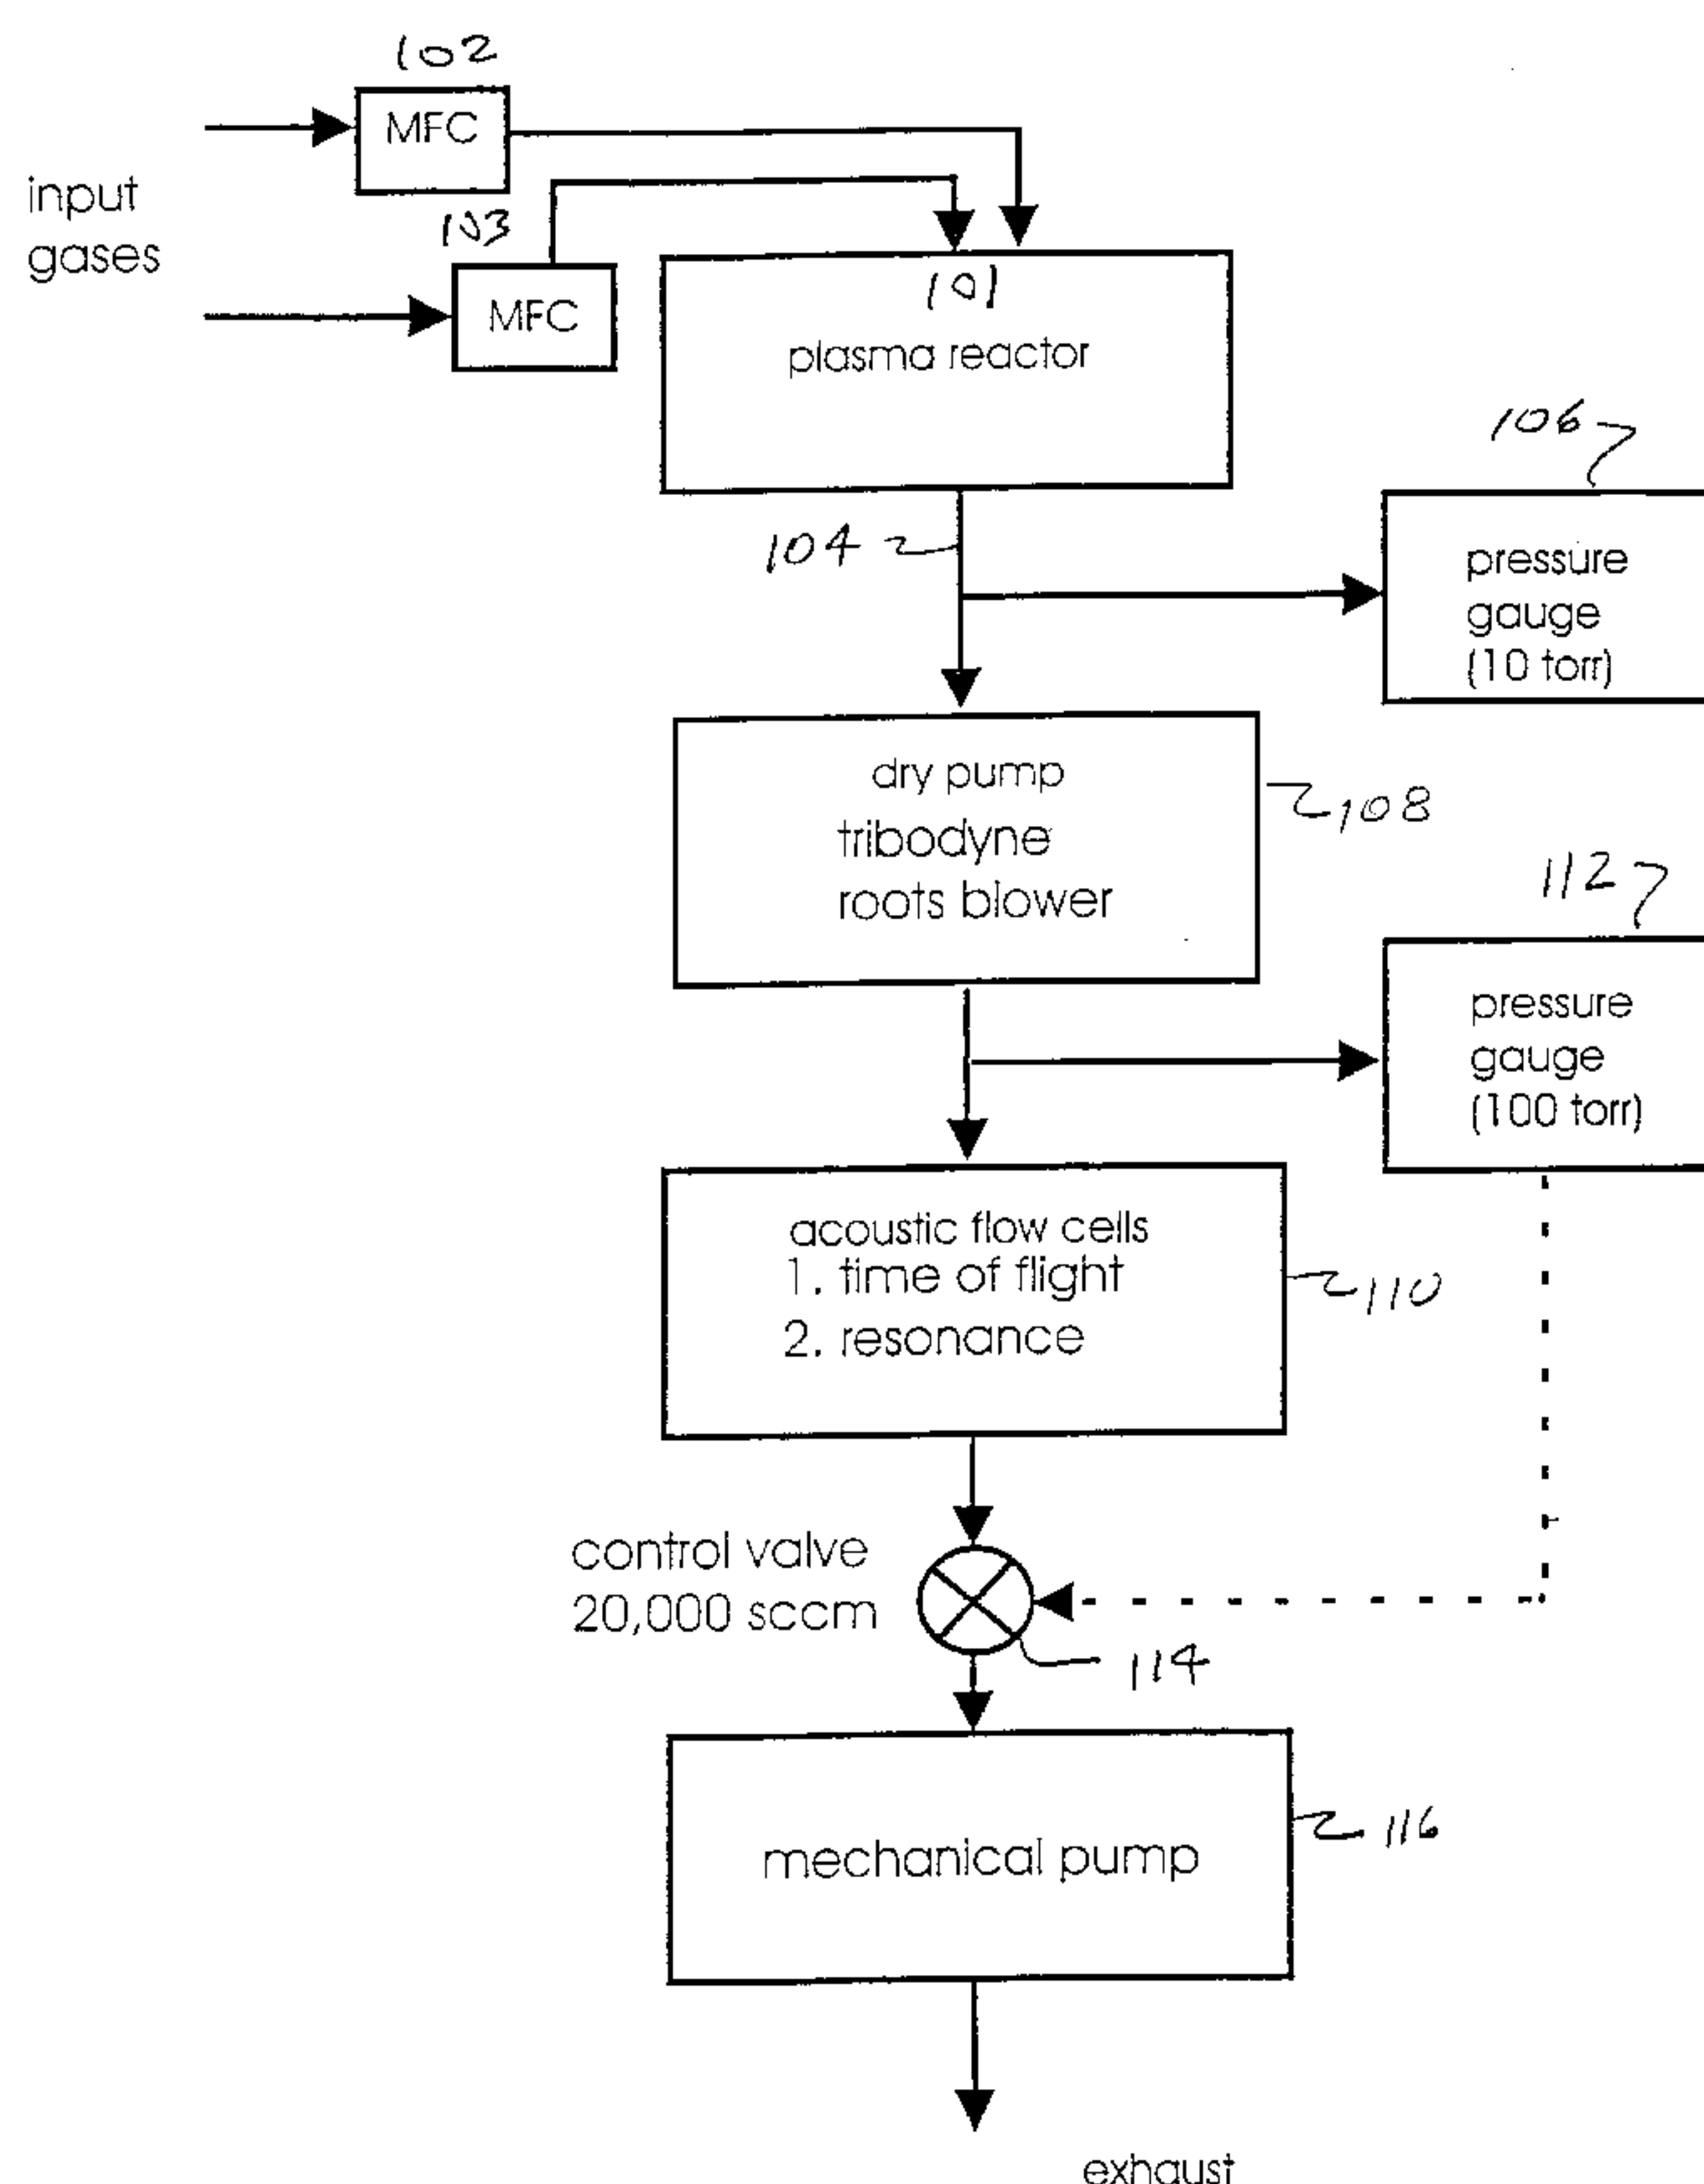 102
MFC
input
gases
103
MFC
101
plasma reactor
106
104
pressure
gauge
(10 torr)
dry pump
tribodyne
roots blower
108
112
pressure
gauge
(100 torr)
acoustic flow cells
1. time of flight
2. resonance
110
control valve
20,000 sccm
114
mechanical pump
116
exhaust